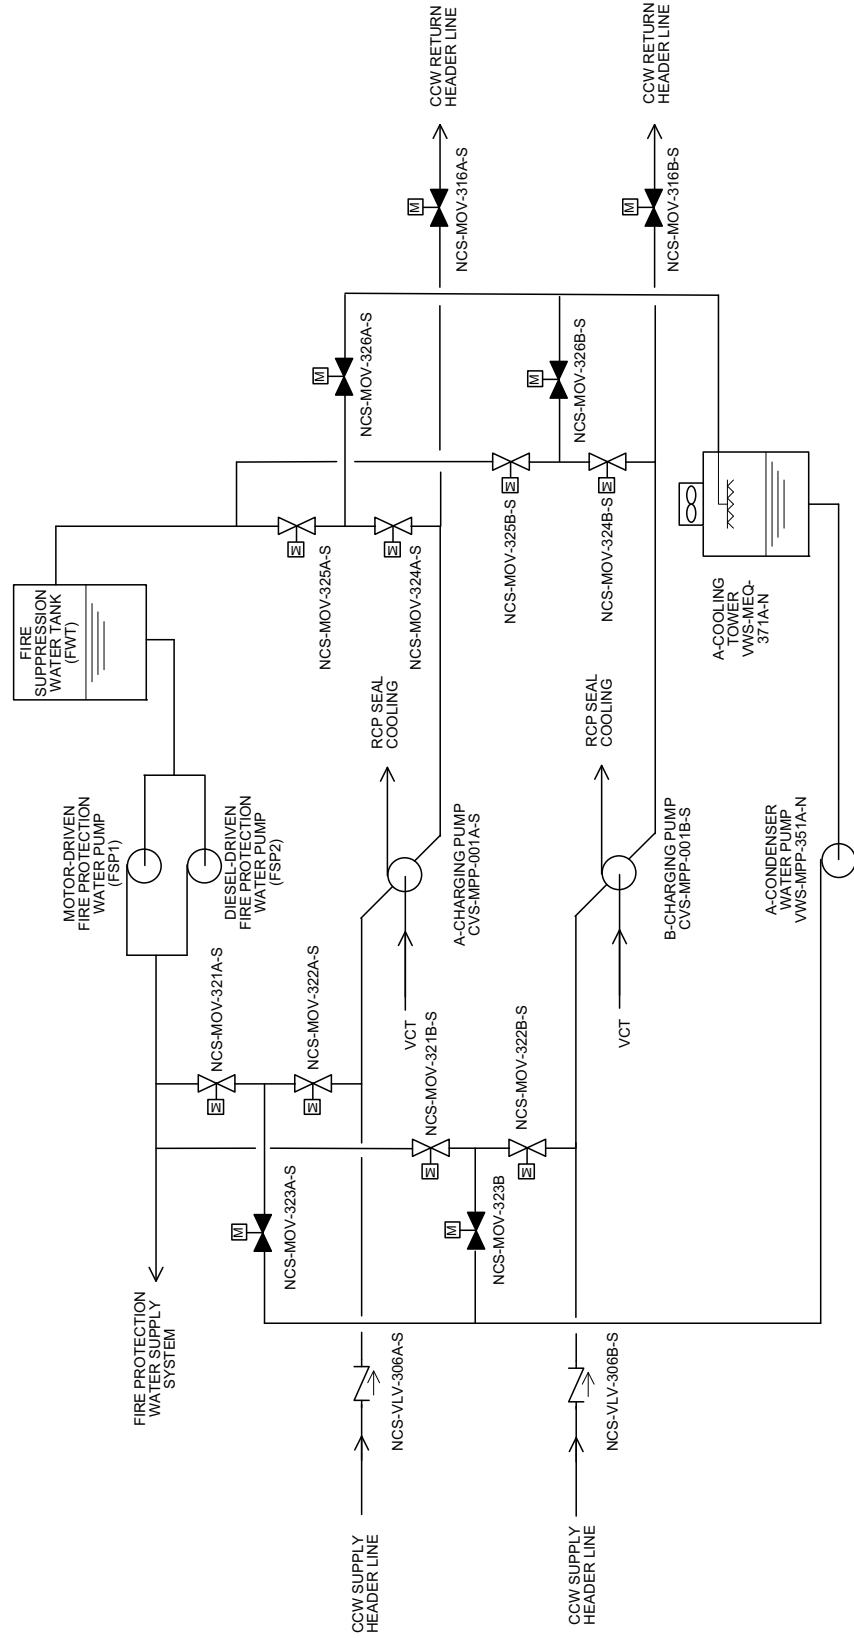 FIRE PROTECTION
WATER SUPPLY
SYSTEM
MOTOR-DRIVEN
FIRE PROTECTION
WATER PUMP
(FSP1)
DIESEL-DRIVEN
FIRE PROTECTION
WATER PUMP
(FSP2)
FIRE
SUPPRESSION
WATER TANK
(FWT)
M
NCS-MOV-321A-S
M
NCS-MOV-322A-S
M
NCS-MOV-323A-S
M
NCS-MOV-325A-S
M
NCS-MOV-324A-S
M
NCS-MOV-326A-S
CCW SUPPLY
HEADER LINE
NCS-VLV-306A-S
VCT
A-CHARGING PUMP
CVS-MPP-001A-S
RCP SEAL
COOLING
M
NCS-MOV-316A-S
CCW RETURN
HEADER LINE
M
NCS-MOV-321B-S
M
NCS-MOV-322B-S
M
NCS-MOV-323B
M
NCS-MOV-325B-S
M
NCS-MOV-324B-S
M
NCS-MOV-326B-S
CCW SUPPLY
HEADER LINE
NCS-VLV-306B-S
VCT
B-CHARGING PUMP
CVS-MPP-001B-S
RCP SEAL
COOLING
M
NCS-MOV-316B-S
CCW RETURN
HEADER LINE
A-CONDENSER
WATER PUMP
VWS-MPP-351A-N
A-COOLING
TOWER
VWS-MEQ-
371A-N